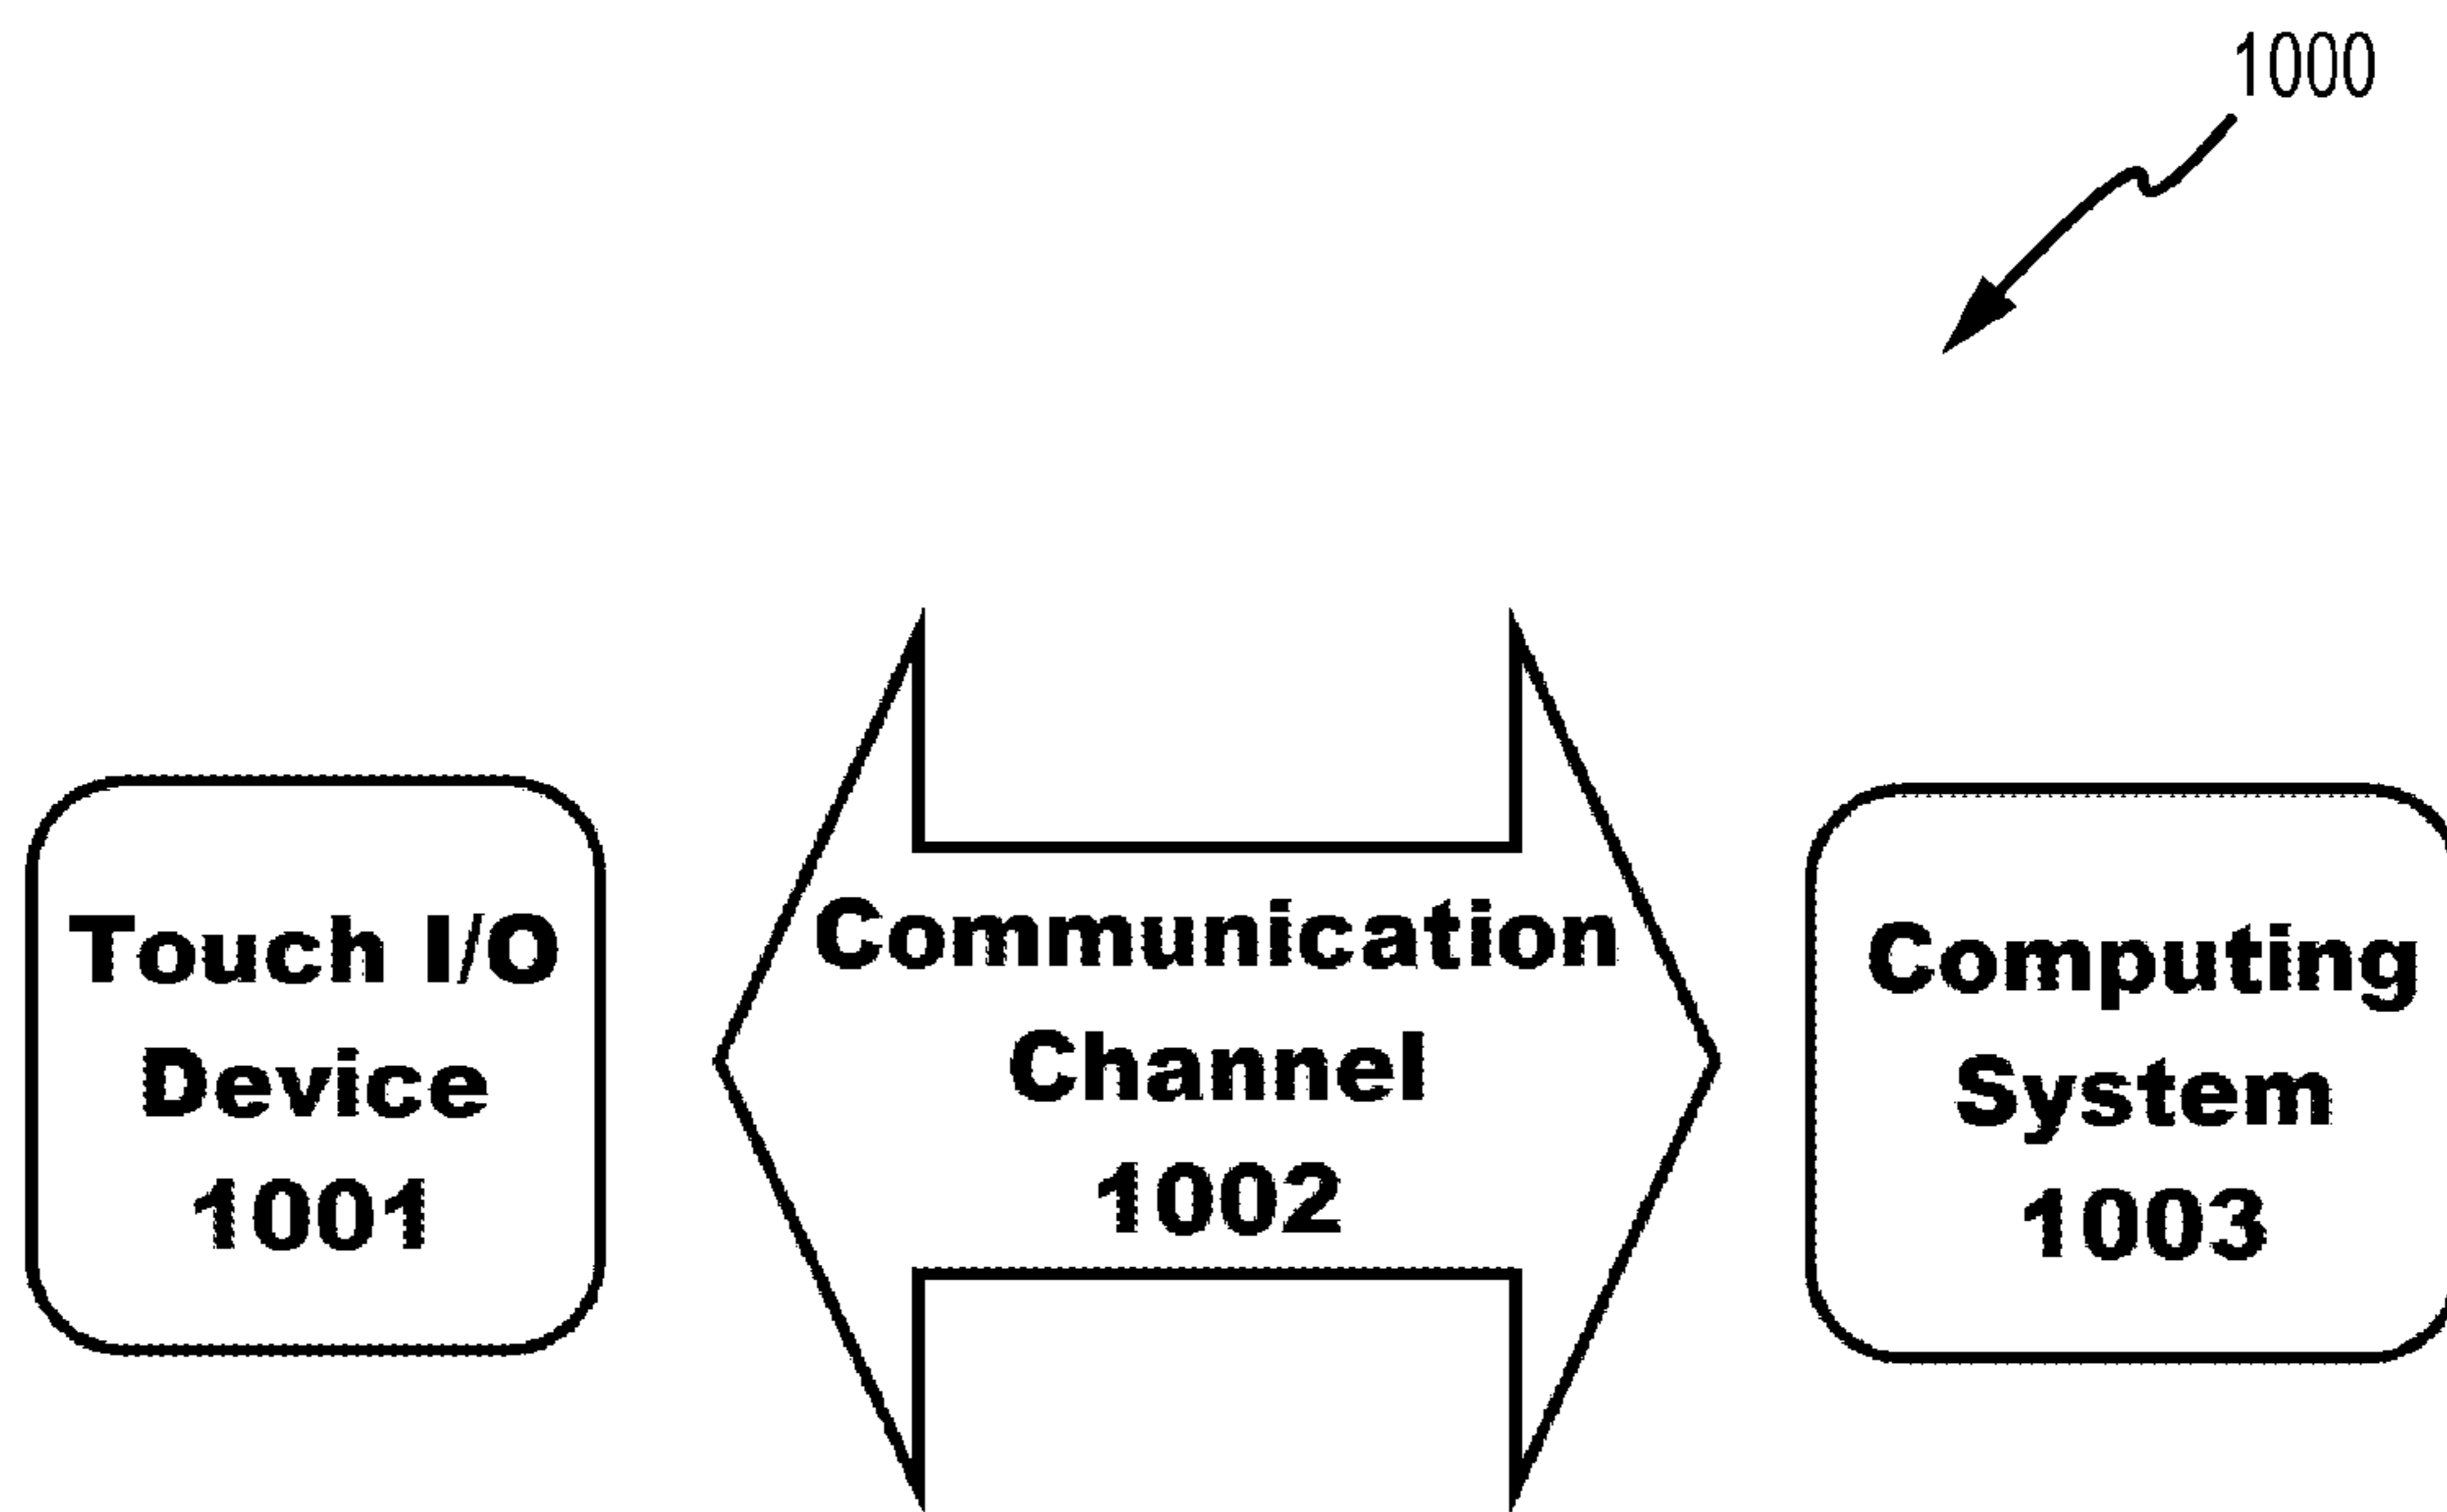 1000
Touch I/O
Device
1001
Communication
Channel
1002
Computing
System
1003